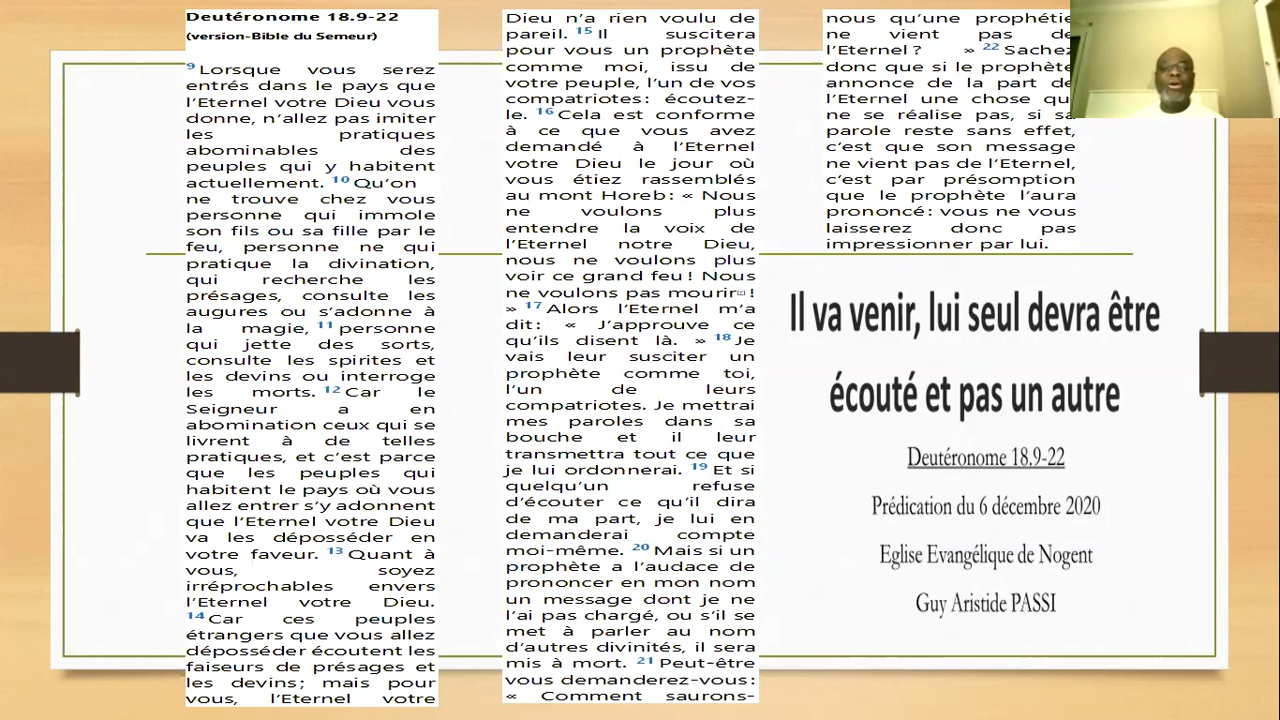 Deutéronome 18.9-22
(version-Bible du Semeur)
9 Lorsque vous serez
entrés dans le pays que
l'Eternel votre Dieu vous
donne, n'allez pas imiter
les pratiques
abominables des
peuples qui y habitent
actuellement. 10 Qu'on
ne trouve chez vous
personne qui immole
son fils ou sa fille par le
feu, personne ne qui
pratique la divination,
qui recherche les
présages, consulte les
augures ou s'adonne à
la magie, 11 personne
qui jette des sorts,
consulte les spirites et
les devins ou interroge
les morts. 12 Car le
Seigneur a en
abomination ceux qui se
livrent à de telles
pratiques, et c'est parce
que les peuples qui
habitent le pays où vous
allez entrer s'y adonnent
que l'Eternel votre Dieu
va les déposséder en
votre faveur. 13 Quant à
vous, soyez
irréprochables envers
l'Eternel votre Dieu.
14 Car ces peuples
étrangers que vous allez
déposséder écoutent les
faiseurs de présages et
les devins; mais pour
vous, l'Eternel votre
Dieu n'a rien voulu de
pareil. 15 Il suscitera
pour vous un prophète
comme moi, issu de
votre peuple, l'un de vos
compatriotes: écoutez-
le. 16 Cela est conforme
à ce que vous avez
demandé à l'Eternel
votre Dieu le jour où
vous étiez rassemblés
au mont Horeb: « Nous
ne voulons plus
entendre la voix de
l'Eternel notre Dieu,
nous ne voulons plus
voir ce grand feu! Nous
ne voulons pas mourir !
» 17 Alors l'Eternel m'a
dit: « J'approuve ce
qu'ils disent là. » 18 Je
vais leur susciter un
prophète comme toi,
l'un de leurs
compatriotes. Je mettrai
mes paroles dans sa
bouche et il leur
transmettra tout ce que
je lui ordonnerai. 19 Et si
quelqu'un refuse
d'écouter ce qu'il dira
de ma part, je lui en
demanderai compte
moi-même. 20 Mais si un
prophète a l'audace de
prononcer en mon nom
un message dont je ne
l'ai pas chargé, ou s'il se
met à parler au nom
d'autres divinités, il sera
mis à mort. 21 Peut-être
vous demanderez-vous:
« Comment saurons-
nous qu'une prophétie
ne vient pas de
l'Eternel ? » 22 Sachez
donc que si le prophète
annonce de la part de
l'Eternel une chose qui
ne se réalise pas, si sa
parole reste sans effet,
c'est que son message
ne vient pas de l'Eternel,
c'est par présomption
que le prophète l'aura
prononcé: vous ne vous
laisserez donc pas
impressionner par lui.
Il va venir, lui seul devra être
écouté et pas un autre
Deutéronome 18.9-22
Prédication du 6 décembre 2020
Eglise Evangélique de Nogent
Guy Aristide PASSI